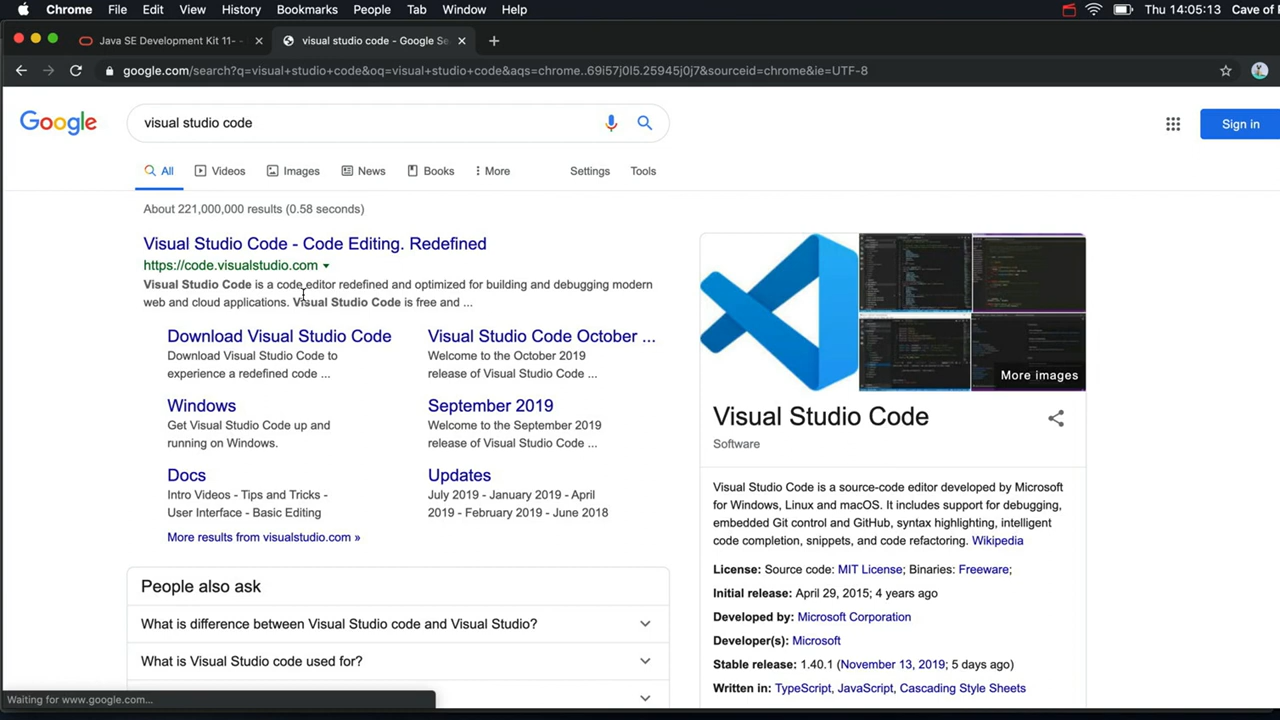 Chrome File Edit View History Bookmarks People Tab Window Help Thu 14:05:13 Cave of
Java SE Development Kit 11- - visual studio code - Google Se
google.com/search?q=visual+studio+code&oq=visual+studio+code&aqs=chrome..69i57j0l5.25945j0j7&sourceid=chrome&ie=UTF-8
Google visual studio code Sign in
All Videos Images News Books More Settings Tools
About 221,000,000 results (0.58 seconds)
Visual Studio Code - Code Editing. Redefined
https://code.visualstudio.com
Visual Studio Code is a code editor redefined and optimized for building and debugging modern
web and cloud applications. Visual Studio Code is free and ...
Download Visual Studio Code
Download Visual Studio Code to
experience a redefined code ...
Visual Studio Code October ...
Welcome to the October 2019
release of Visual Studio Code ...
Windows
Get Visual Studio Code up and
running on Windows.
September 2019
Welcome to the September 2019
release of Visual Studio Code ...
Docs
Intro Videos - Tips and Tricks -
User Interface - Basic Editing
Updates
July 2019 - January 2019 - April
2019 - February 2019 - June 2018
More results from visualstudio.com »
People also ask
What is difference between Visual Studio code and Visual Studio?
What is Visual Studio code used for?
More images
Visual Studio Code
Software
Visual Studio Code is a source-code editor developed by Microsoft
for Windows, Linux and macOS. It includes support for debugging,
embedded Git control and GitHub, syntax highlighting, intelligent
code completion, snippets, and code refactoring. Wikipedia
License: Source code: MIT License; Binaries: Freeware;
Initial release: April 29, 2015; 4 years ago
Developed by: Microsoft Corporation
Developer(s): Microsoft
Stable release: 1.40.1 (November 13, 2019; 5 days ago)
Written in: TypeScript, JavaScript, Cascading Style Sheets
Waiting for www.google.com...